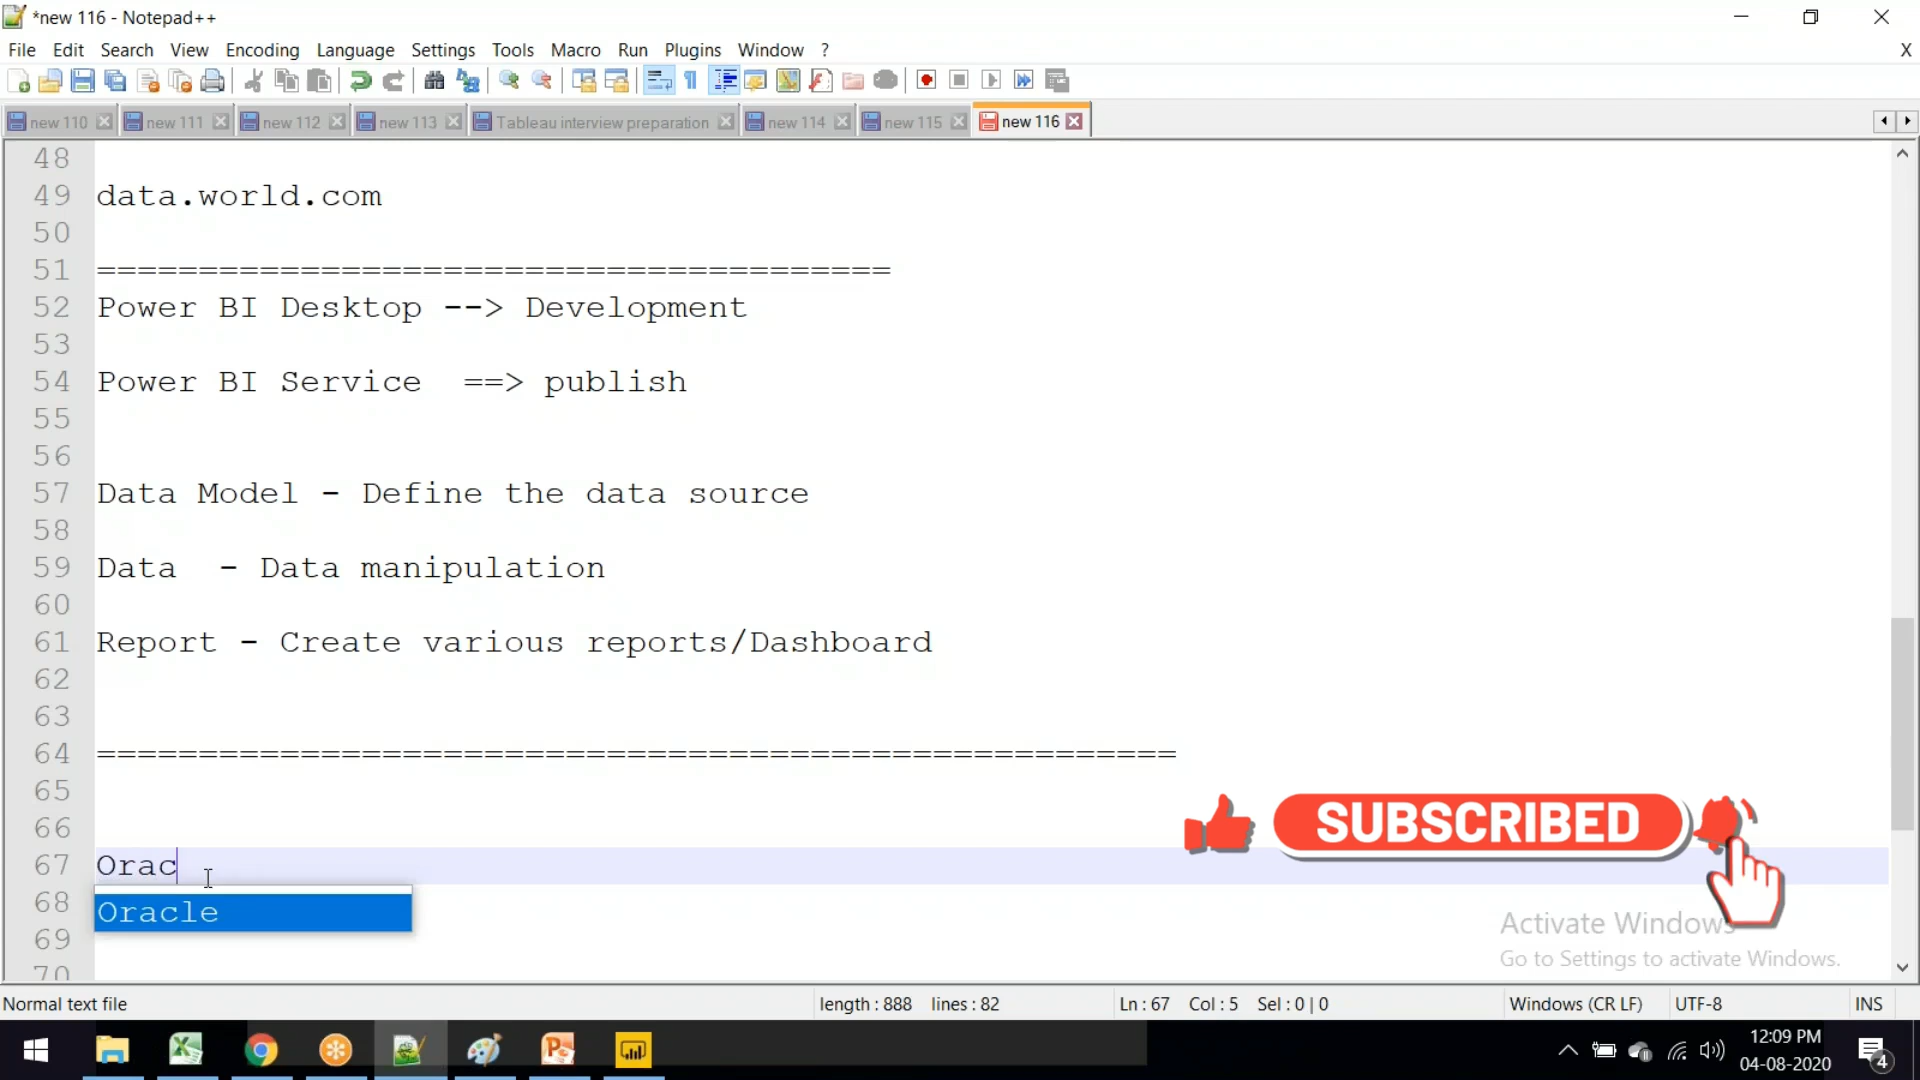 *new 116 - Notepad++
File Edit Search View Encoding Language Settings Tools Macro Run Plugins Window ? X
new 110 new 111 new 112 new 113 Tableau interview preparation new 114 new 115 new 116
48
49 data.world.com
50
51 =======================================
52 Power BI Desktop --> Development
53
54 Power BI Service  ==> publish
55
56
57 Data Model - Define the data source
58
59 Data  - Data manipulation
60
61 Report - Create various reports/Dashboard
62
63
64 =====================================================
65
66
SUBSCRIBED
67 Orac
68 Oracle
Activate Windows
69
Go to Settings to activate Windows.
70
Normal text file length : 888 lines : 82 Ln : 67 Col : 5 Sel : 0 | 0 Windows (CR LF) UTF-8 INS
12:09 PM
04-08-2020
4